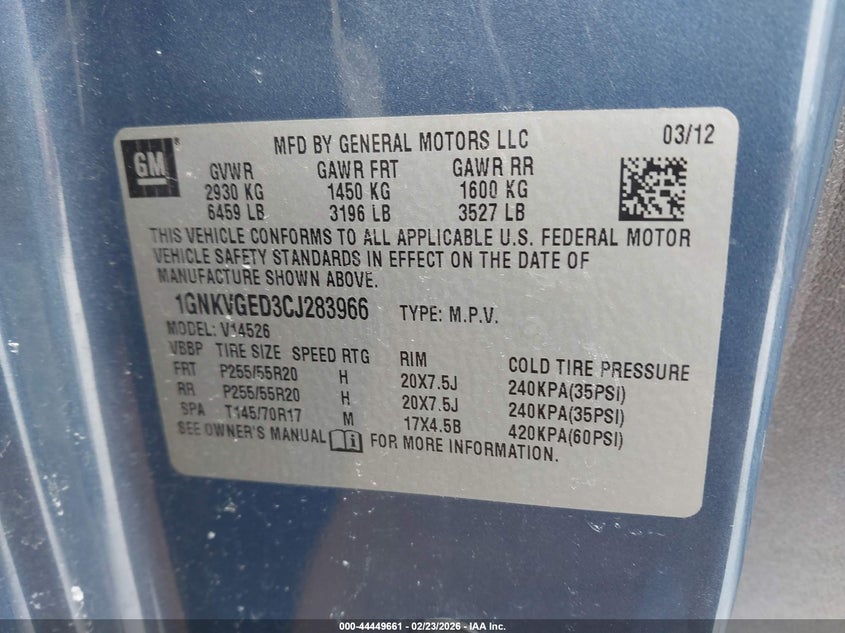 GM®
MFD BY GENERAL MOTORS LLC 03/12
GVWR GAWR FRT GAWR RR
2930 KG 1450 KG 1600 KG
6459 LB 3196 LB 3527 LB
THIS VEHICLE CONFORMS TO ALL APPLICABLE U.S. FEDERAL MOTOR
VEHICLE SAFETY STANDARDS IN EFFECT ON THE DATE OF
MANUFACTURE SHOWN ABOVE.
1GNKVGED3CJ283966 TYPE: M.P.V.
MODEL: V14526
VBBP TIRE SIZE SPEED RTG RIM COLD TIRE PRESSURE
FRT P255/55R20 H 20X7.5J 240KPA(35PSI)
RR P255/55R20 H 20X7.5J 240KPA(35PSI)
SPA T145/70R17 M 17X4.5B 420KPA(60PSI)
SEE OWNER'S MANUAL i FOR MORE INFORMATION.
000-44449661 - 02/23/2026 - IAA Inc.